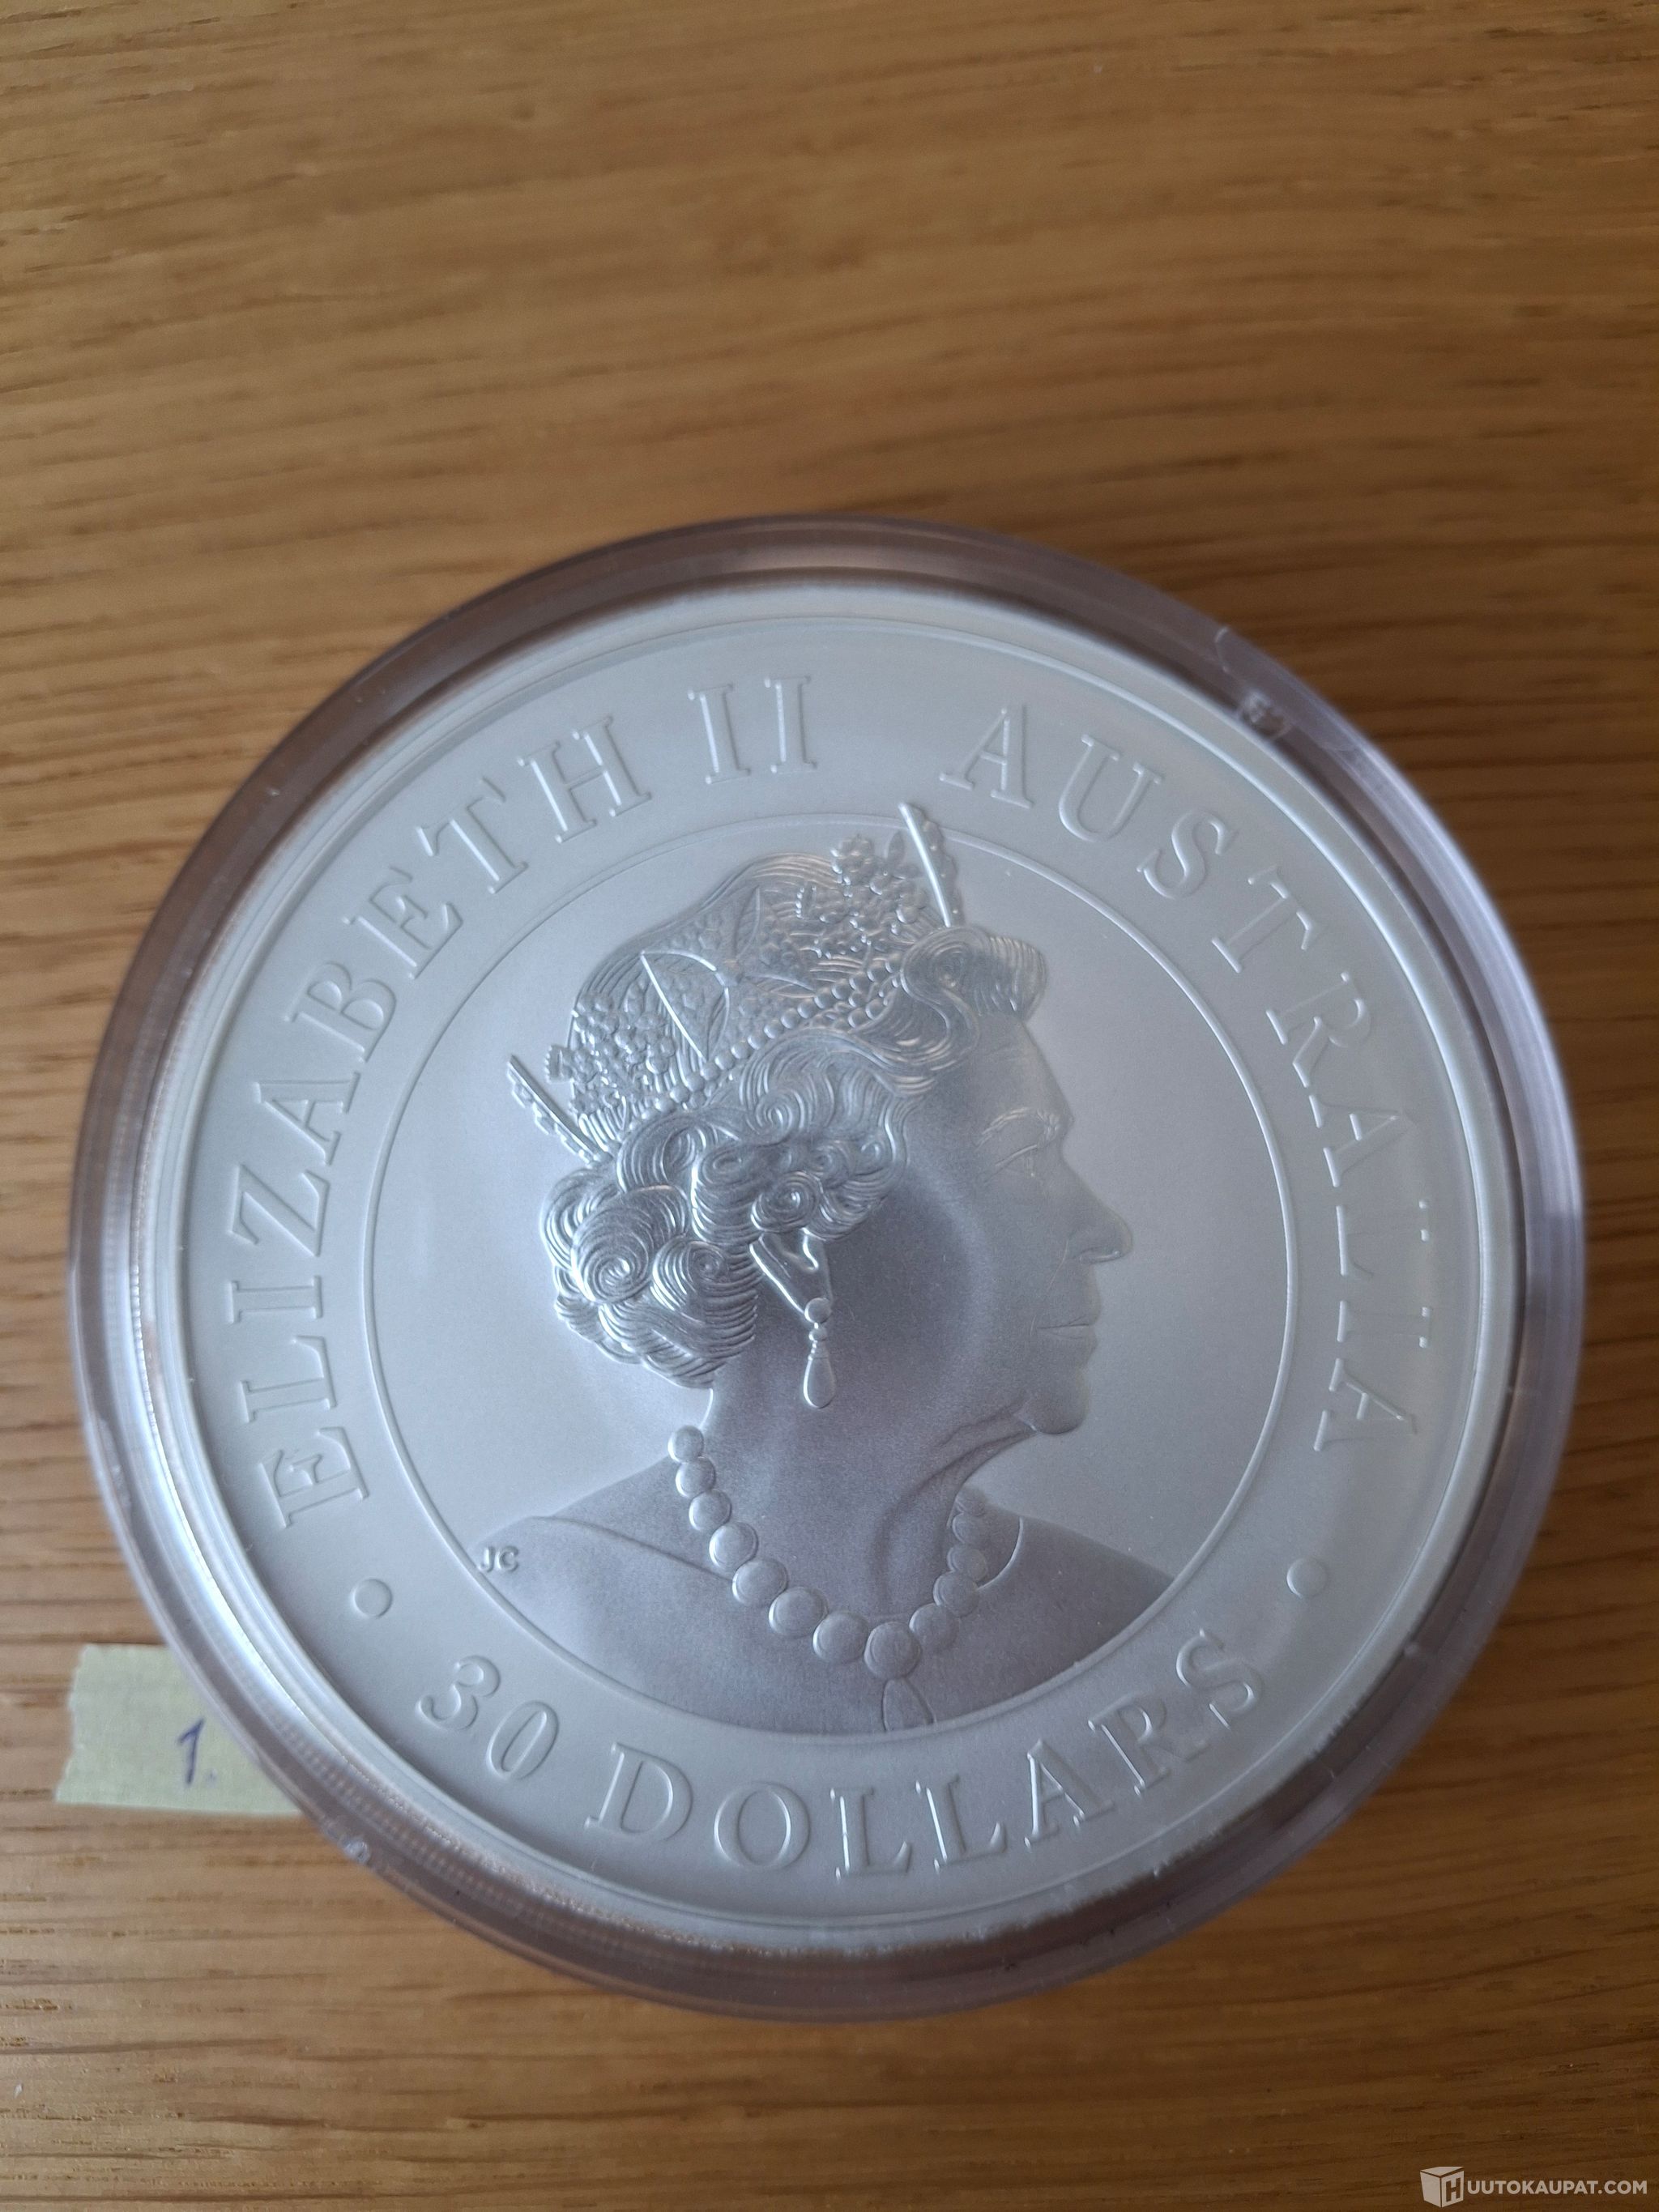 ELIZABETH II AUSTRALIA
JC
• 30 DOLLARS •
1.
HUUTOKAUPAT.COM